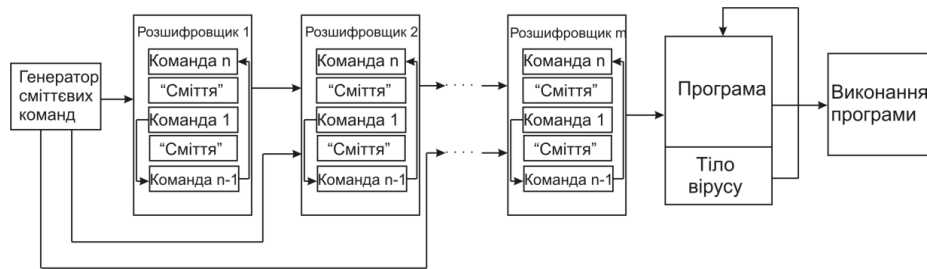 Генератор
сміттєвих
команд
Розшифровщик 1
Команда n
“Сміття”
Команда 1
“Сміття”
Команда n-1
Розшифровщик 2
Команда n
“Сміття”
Команда 1
“Сміття”
Команда n-1
Розшифровщик m
Команда n
“Сміття”
Команда 1
“Сміття”
Команда n-1
Програма
Тіло
вірусу
Виконання
програми